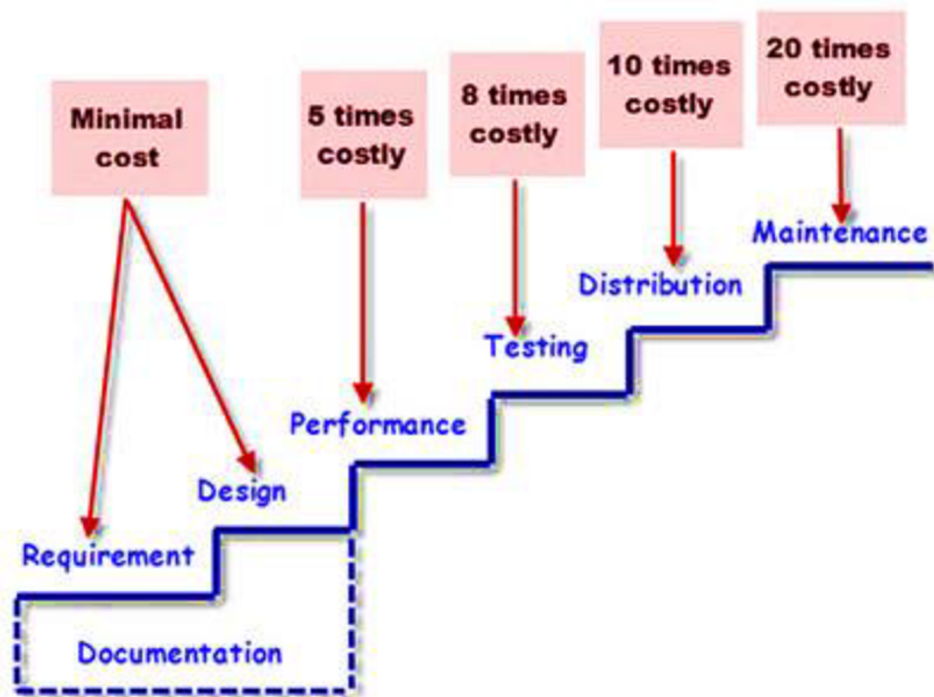 Minimal
cost
5 times
costly
8 times
costly
10 times
costly
20 times
costly
Requirement
Design
Performance
Testing
Distribution
Maintenance
Documentation